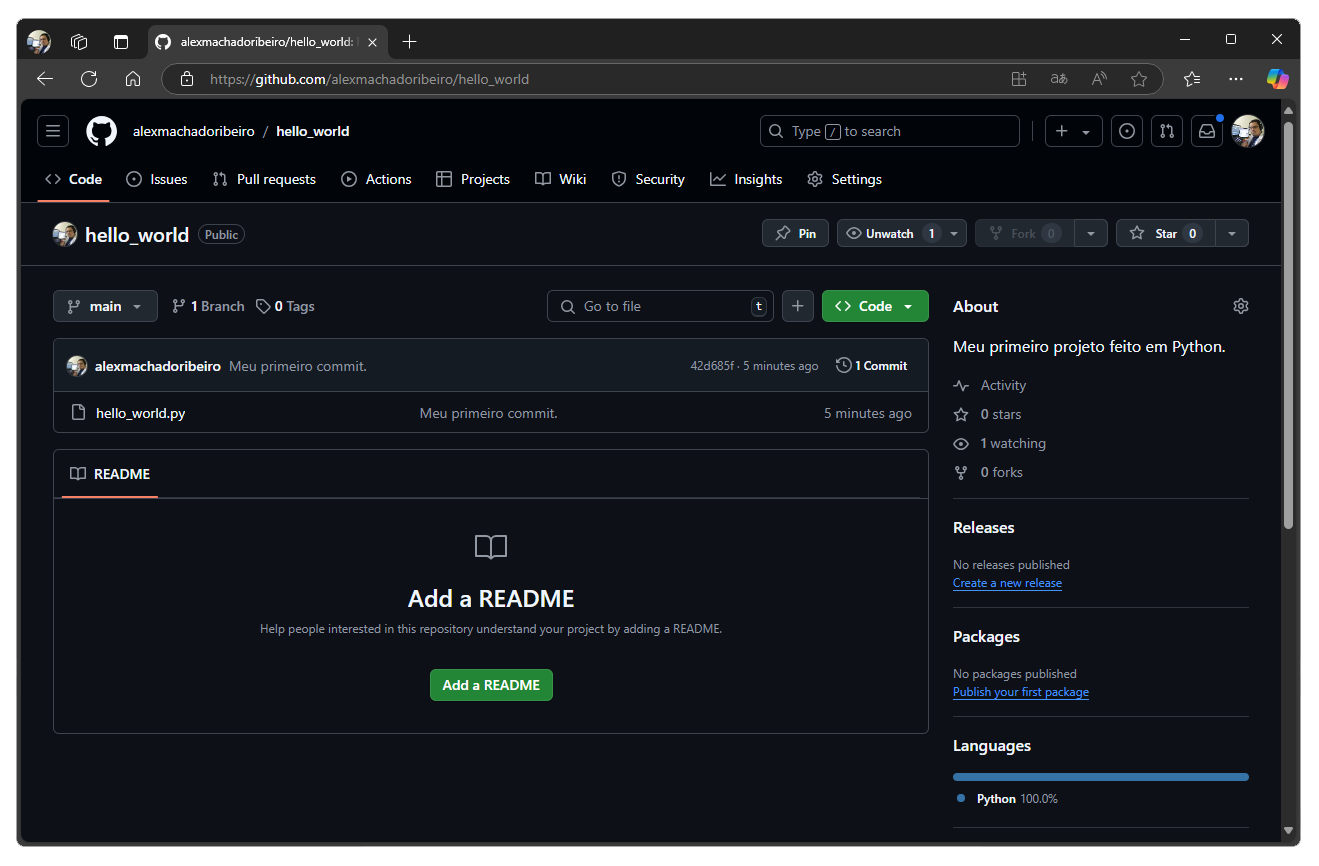 alexmachadoribeiro/hello_world:
https://github.com/alexmachadoribeiro/hello_world
alexmachadoribeiro / hello_world
Type / to search
Code Issues Pull requests Actions Projects Wiki Security Insights Settings
hello_world Public
Pin Unwatch 1 Fork 0 Star 0
main 1 Branch 0 Tags Go to file t Code
alexmachadoribeiro Meu primeiro commit. 42d685f · 5 minutes ago 1 Commit
hello_world.py Meu primeiro commit. 5 minutes ago
README
Add a README
Help people interested in this repository understand your project by adding a README.
Add a README
About
Meu primeiro projeto feito em Python.
Activity
0 stars
1 watching
0 forks
Releases
No releases published
Create a new release
Packages
No packages published
Publish your first package
Languages
Python 100.0%